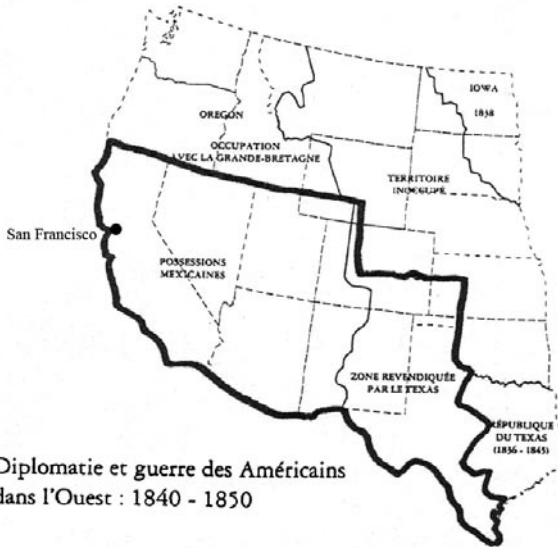 IOWA
1838
OREGON
OCCUPATION
AVEC LA GRANDE-BRETAGNE
TERRITOIRE
INOCCUPÉ
San Francisco
POSSESSIONS
MEXICAINES
ZONE REVENDIQUÉE
PAR LE TEXAS
RÉPUBLIQUE
DU TEXAS
(1836 - 1845)
Diplomatie et guerre des Américains
dans l'Ouest : 1840 - 1850